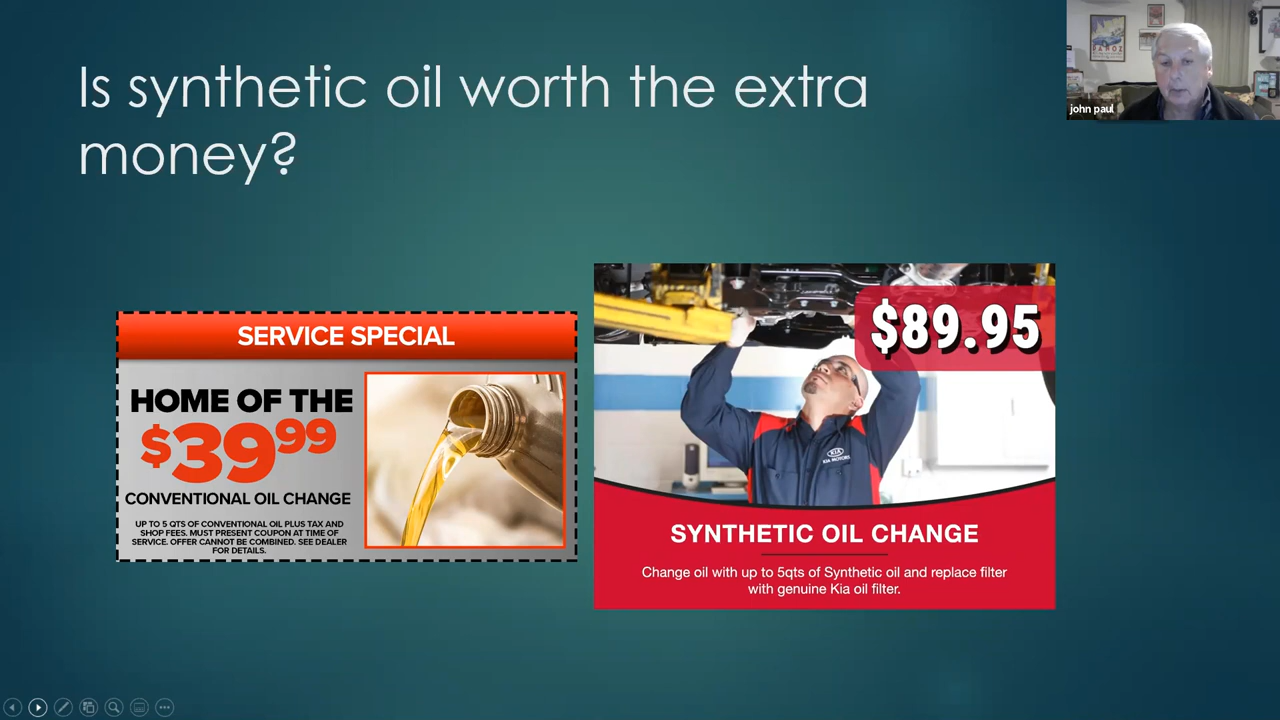 Is synthetic oil worth the extra
money?
john paul
SERVICE SPECIAL
HOME OF THE
$39 99
CONVENTIONAL OIL CHANGE
UP TO 5 QTS OF CONVENTIONAL OIL PLUS TAX AND
SHOP FEES. MUST PRESENT COUPON AT TIME OF
SERVICE. OFFER CANNOT BE COMBINED. SEE DEALER
FOR DETAILS.
$89.95
KIA
KIA MOTORS
SYNTHETIC OIL CHANGE
Change oil with up to 5qts of Synthetic oil and replace filter
with genuine Kia oil filter.